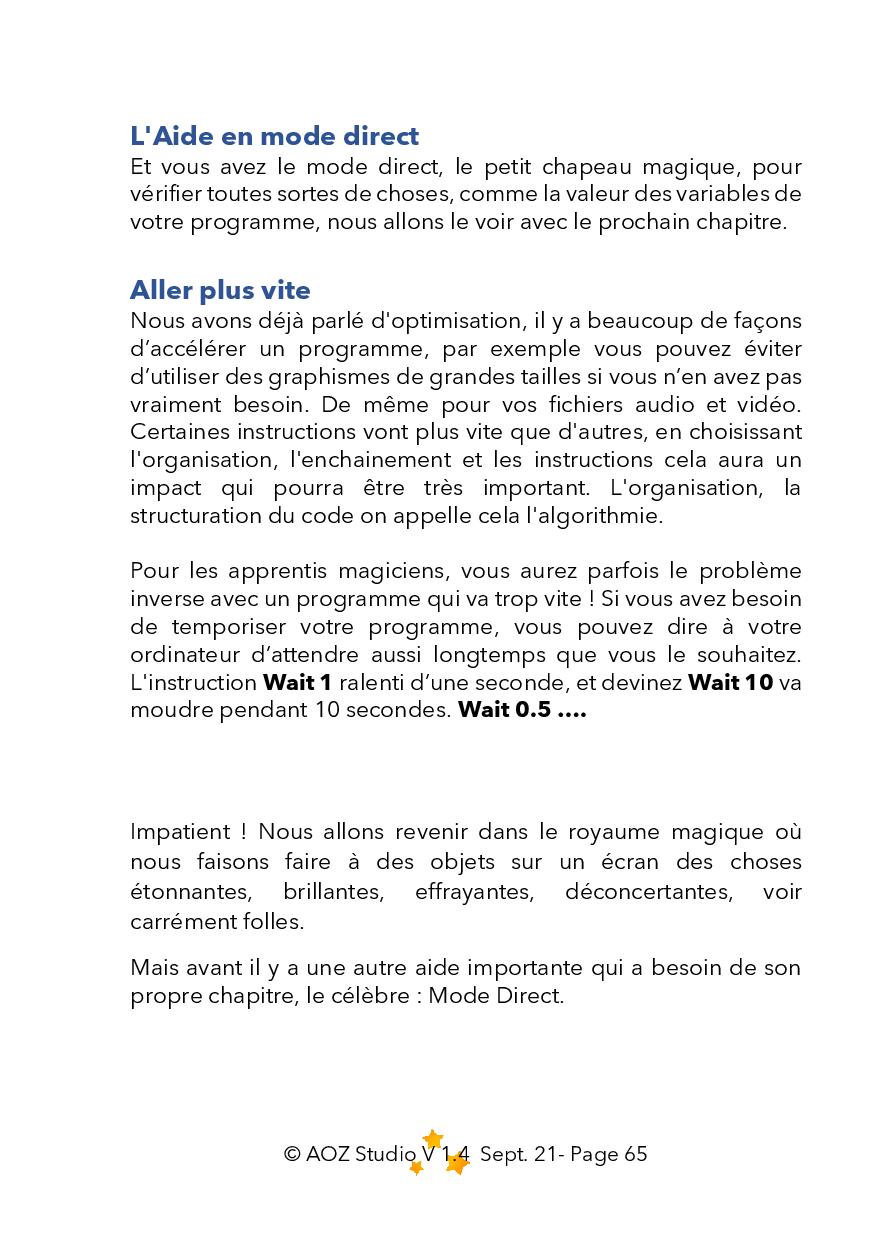 L'Aide en mode direct
Et vous avez le mode direct, le petit chapeau magique, pour
vérifier toutes sortes de choses, comme la valeur des variables de
votre programme, nous allons le voir avec le prochain chapitre.
Aller plus vite
Nous avons déjà parlé d'optimisation, il y a beaucoup de façons
d’accélérer un programme, par exemple vous pouvez éviter
d’utiliser des graphismes de grandes tailles si vous n’en avez pas
vraiment besoin. De même pour vos fichiers audio et vidéo.
Certaines instructions vont plus vite que d'autres, en choisissant
l'organisation, l'enchainement et les instructions cela aura un
impact qui pourra être très important. L'organisation, la
structuration du code on appelle cela l'algorithmie.
Pour les apprentis magiciens, vous aurez parfois le problème
inverse avec un programme qui va trop vite ! Si vous avez besoin
de temporiser votre programme, vous pouvez dire à votre
ordinateur d’attendre aussi longtemps que vous le souhaitez.
L'instruction Wait 1 ralenti d’une seconde, et devinez Wait 10 va
moudre pendant 10 secondes. Wait 0.5 ....
Impatient ! Nous allons revenir dans le royaume magique où
nous faisons faire à des objets sur un écran des choses
étonnantes, brillantes, effrayantes, déconcertantes, voir
carrément folles.
Mais avant il y a une autre aide importante qui a besoin de son
propre chapitre, le célèbre : Mode Direct.
© AOZ Studio V 1.4 Sept. 21- Page 65